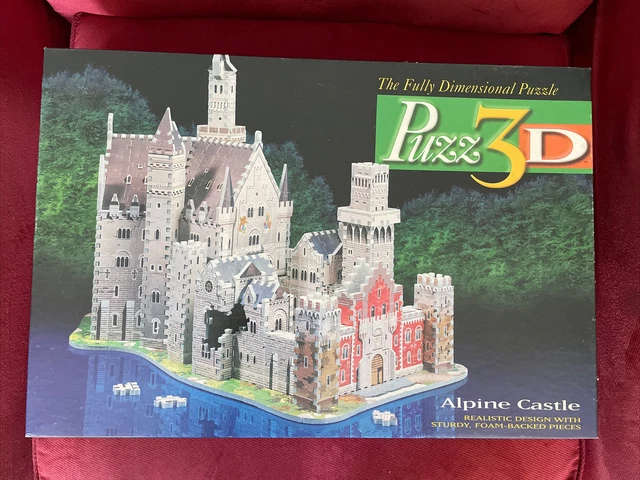 The Fully Dimensional Puzzle
Puzz3D
Alpine Castle
REALISTIC DESIGN WITH
STURDY, FOAM-BACKED PIECES